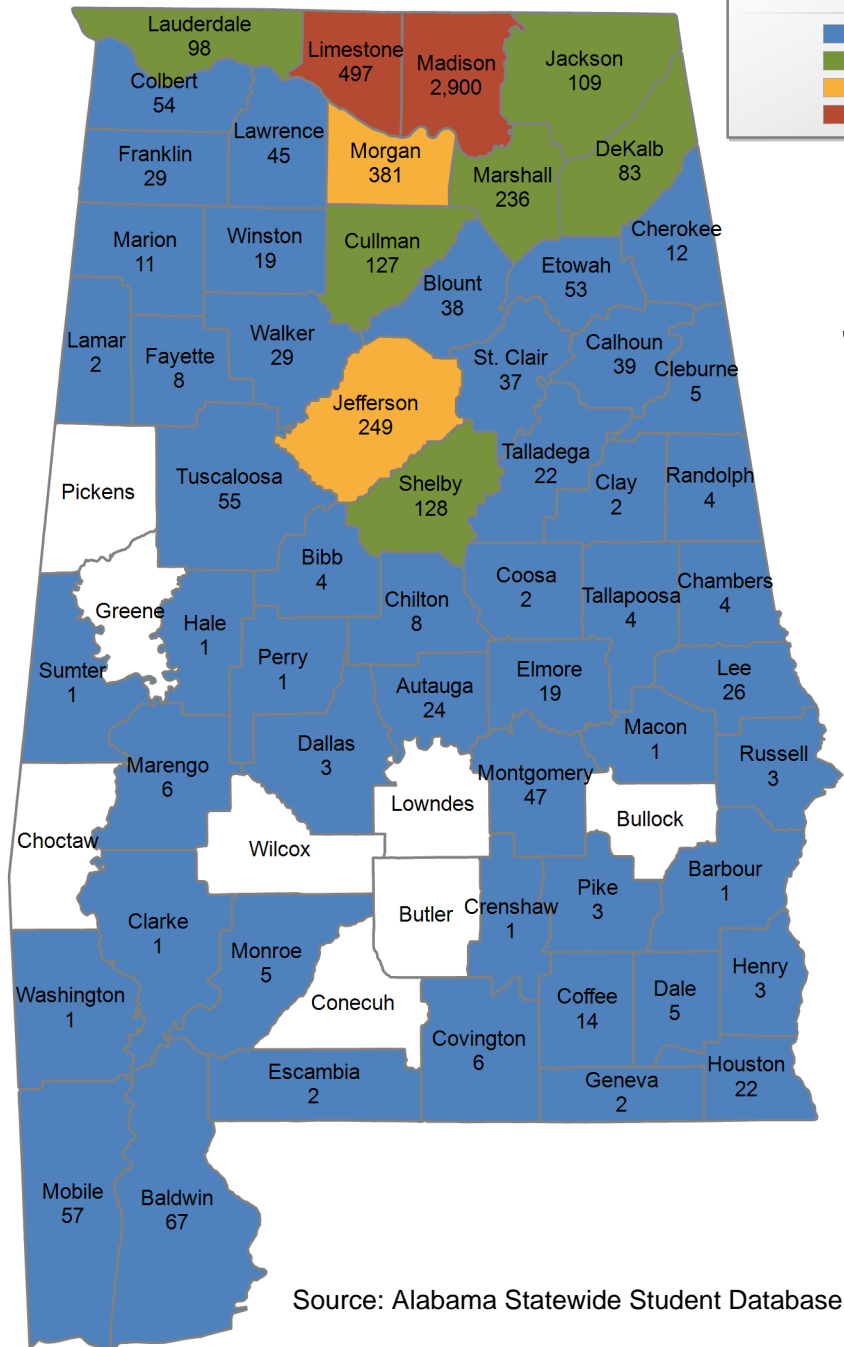 Lauderdale
98
Limestone
497
Madison
2,900
Jackson
109
Colbert
54
Lawrence
45
Morgan
381
Marshall
236
DeKalb
83
Franklin
29
Marion
11
Winston
19
Cullman
127
Blount
38
Etowah
53
Cherokee
12
Lamar
2
Fayette
8
Walker
29
St. Clair
37
Calhoun
39
Cleburne
5
Jefferson
249
Pickens
Tuscaloosa
55
Shelby
128
Talladega
22
Clay
2
Randolph
4
Greene
Hale
1
Bibb
4
Chilton
8
Coosa
2
Tallapoosa
4
Chambers
4
Sumter
1
Perry
1
Autauga
24
Elmore
19
Lee
26
Marengo
6
Dallas
3
Lowndes
Montgomery
47
Macon
1
Russell
3
Bullock
Choctaw
Wilcox
Butler
Crenshaw
1
Pike
3
Barbour
1
Clarke
1
Monroe
5
Conecuh
Washington
1
Covington
6
Coffee
14
Dale
5
Henry
3
Escambia
2
Geneva
2
Houston
22
Mobile
57
Baldwin
67
Source: Alabama Statewide Student Database